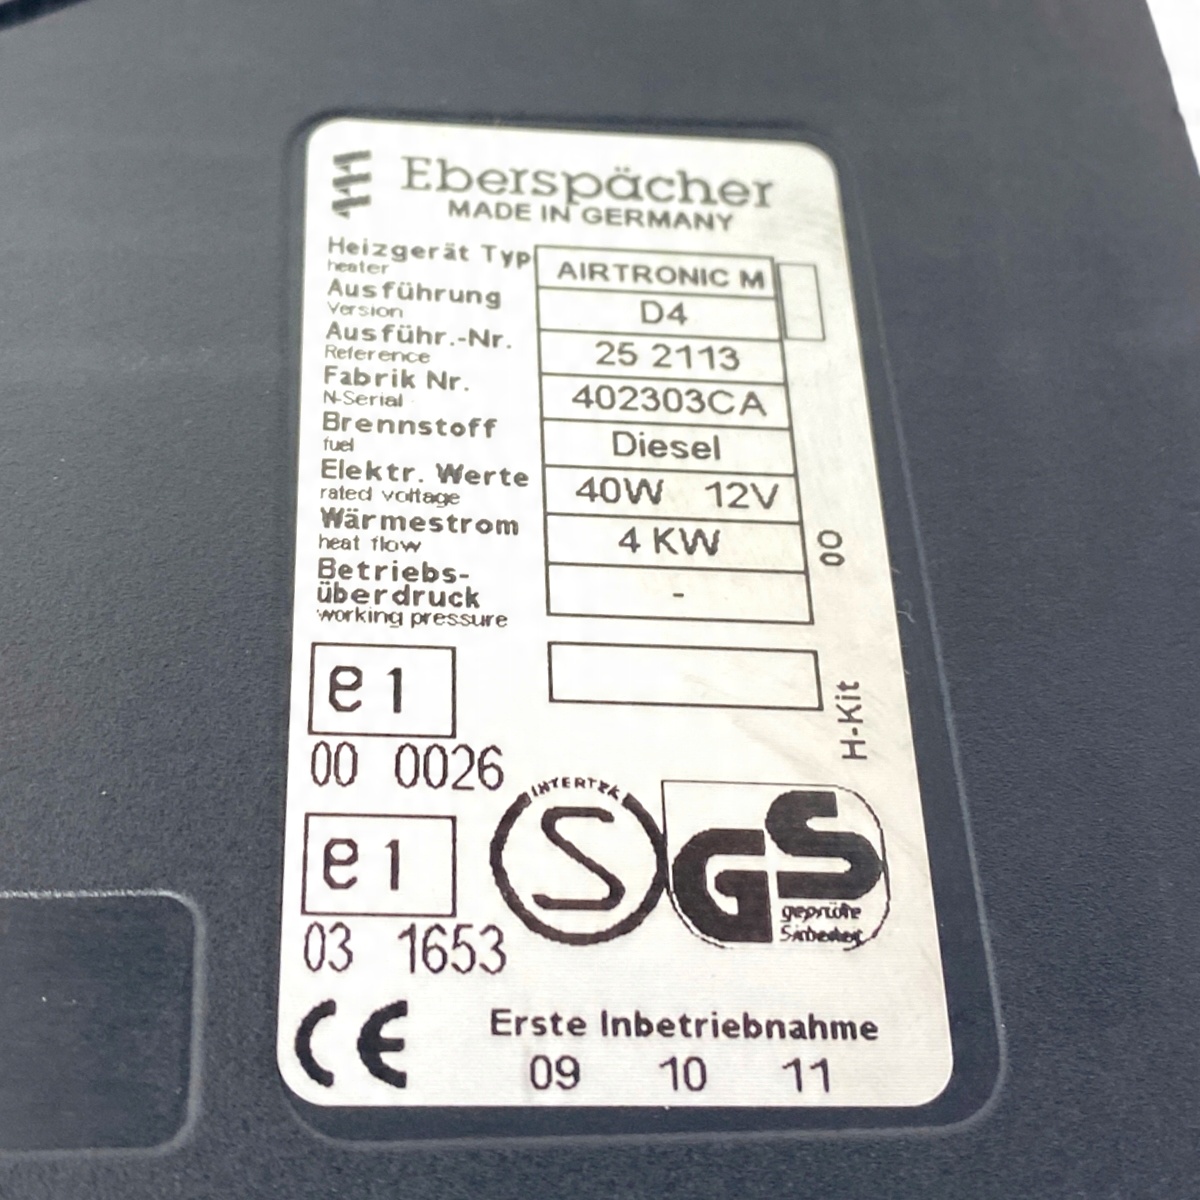 Eberspächer
MADE IN GERMANY
Heizgerät Typ AIRTRONIC M
heater
Ausführung D4
Version
Ausführ.-Nr. 25 2113
Reference
Fabrik Nr. 402303CA
N-Serial
Brennstoff Diesel
fuel
Elektr. Werte 40W 12V
rated voltage
Wärmestrom 4 KW
heat flow
Betriebs-
überdruck -
working pressure
00
H-Kit
e1
00 0026
e1
03 1653
INTERTEK
S
GS
geprüfte
Sicherheit
CE
Erste Inbetriebnahme
09 10 11